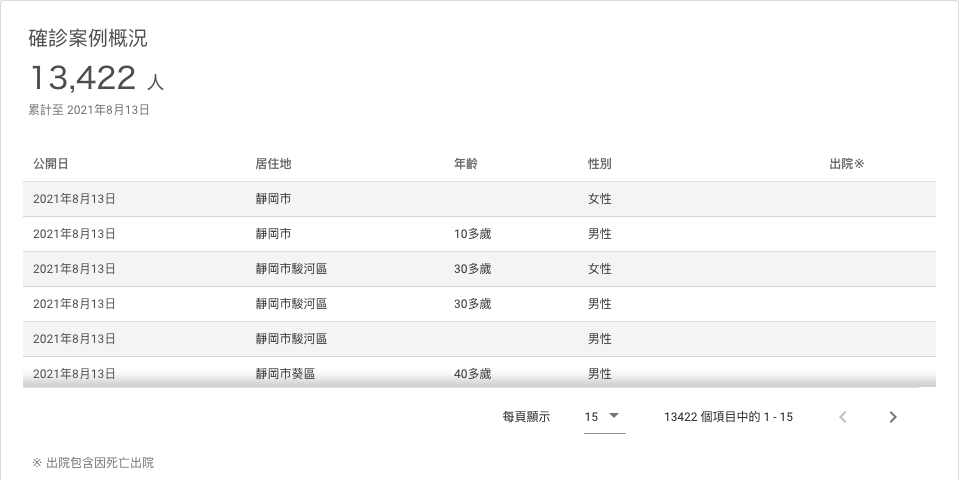 確診案例概況
13,422 人
累計至 2021年8月13日
公開日 居住地 年齡 性別 出院※
2021年8月13日 靜岡市 女性
2021年8月13日 靜岡市 10多歲 男性
2021年8月13日 靜岡市駿河區 30多歲 女性
2021年8月13日 靜岡市駿河區 30多歲 男性
2021年8月13日 靜岡市駿河區 男性
2021年8月13日 靜岡市葵區 40多歲 男性
每頁顯示 15 13422 個項目中的 1 - 15
※ 出院包含因死亡出院